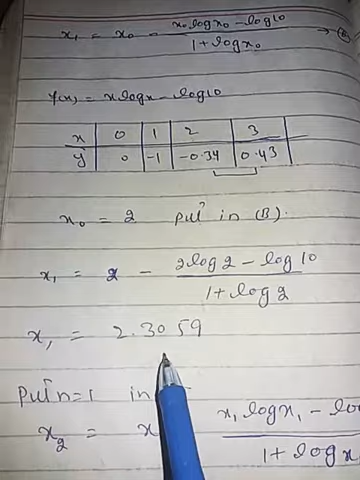 x₁ = x₀ - x₀ log x₀ - log 10 / 1 + log x₀ → (B)
f(x) = x log x - log 10
x 0 1 2 3
y 0 -1 -0.34 0.43
x₀ = 2 put in (B).
x₁ = 2 - 2 log 2 - log 10 / 1 + log 2
x₁ = 2.3059
Put n=1 in
x₂ = x x₁ log x₁ - lo / 1 + log x